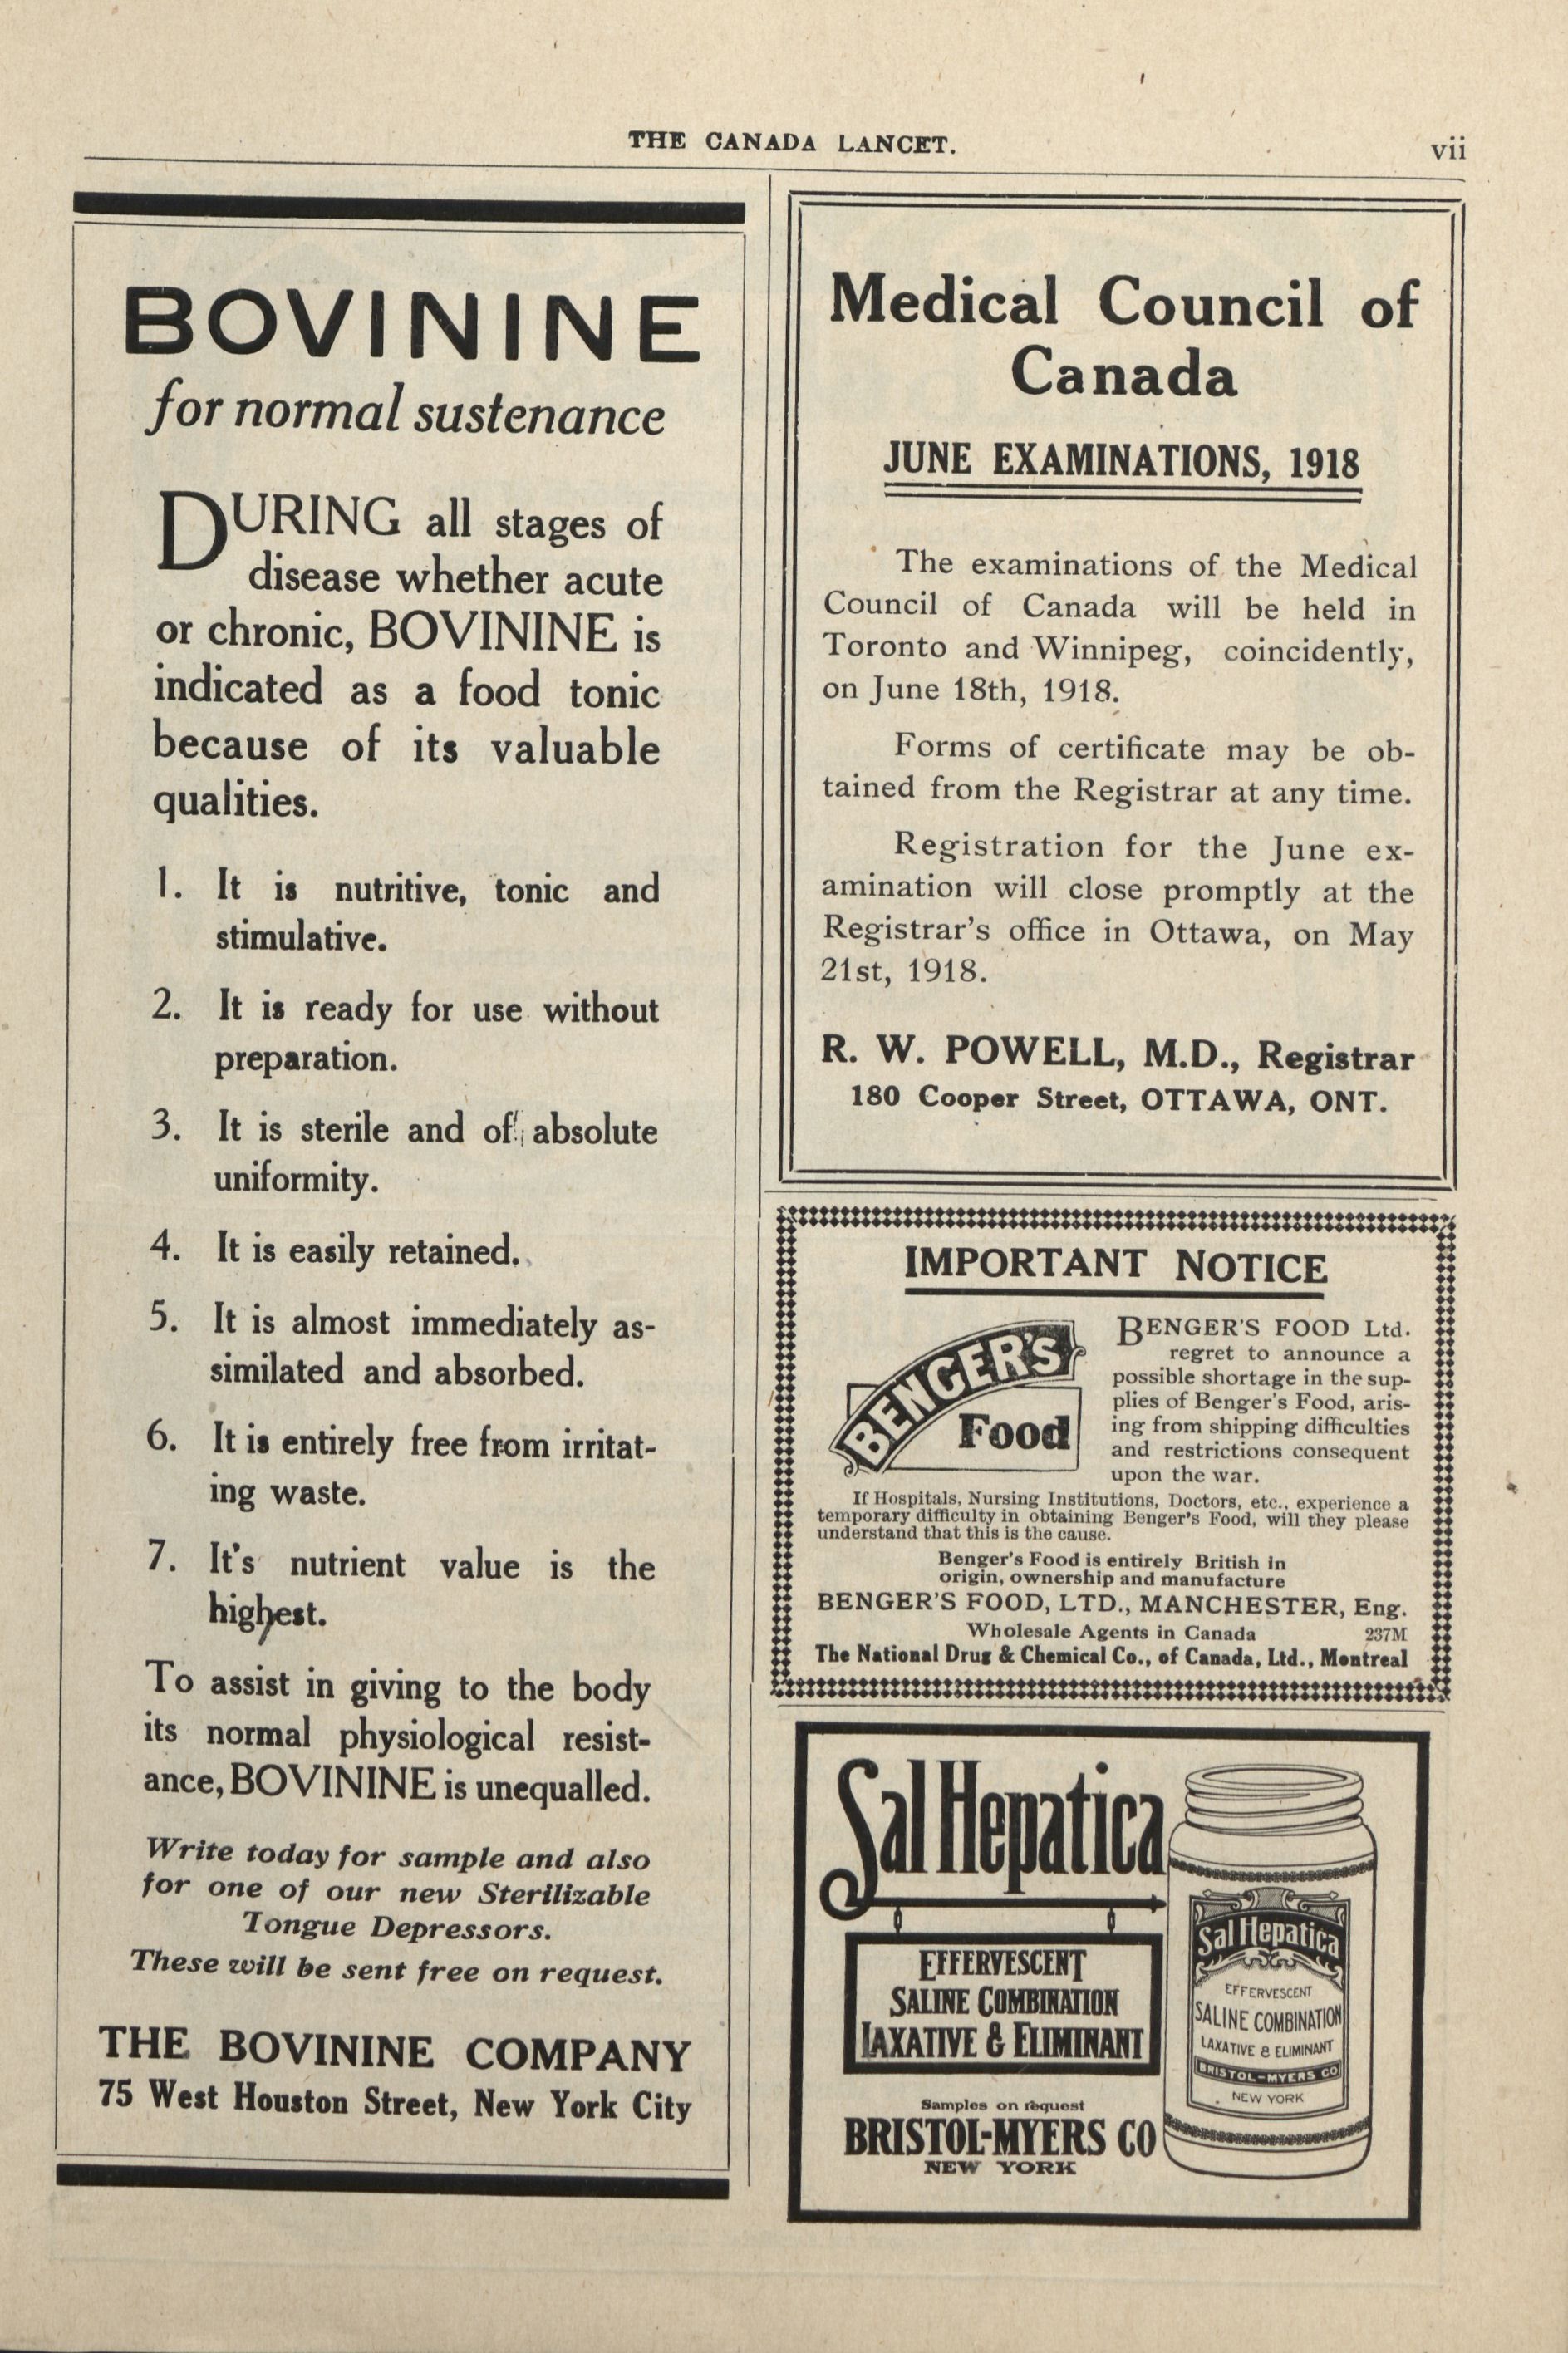 THE CANADA LANCET.
vii
BOVININE
for normal sustenance
DURING all stages of
disease whether acute
or chronic, BOVININE is
indicated as a food tonic
because of its valuable
qualities.
1. It is nutritive, tonic and
stimulative.
2. It is ready for use without
preparation.
3. It is sterile and of absolute
uniformity.
4. It is easily retained.
5. It is almost immediately as-
similated and absorbed.
6. It is entirely free from irritat-
ing waste.
7. It's nutrient value is the
highest.
To assist in giving to the body
its normal physiological resist-
ance, BOVININE is unequalled.
Write today for sample and also
for one of our new Sterilizable
Tongue Depressors.
These will be sent free on request.
THE BOVININE COMPANY
75 West Houston Street, New York City
Medical Council of
Canada
JUNE EXAMINATIONS, 1918
The examinations of the Medical
Council of Canada will be held in
Toronto and Winnipeg, coincidently,
on June 18th, 1918.
Forms of certificate may be ob-
tained from the Registrar at any time.
Registration for the June ex-
amination will close promptly at the
Registrar's office in Ottawa, on May
21st, 1918.
R. W. POWELL, M.D., Registrar
180 Cooper Street, OTTAWA, ONT.
IMPORTANT NOTICE
BENGER'S
Food
BENGER'S FOOD Ltd.
regret to announce a
possible shortage in the sup-
plies of Benger's Food, aris-
ing from shipping difficulties
and restrictions consequent
upon the war.
If Hospitals, Nursing Institutions, Doctors, etc., experience a
temporary difficulty in obtaining Benger's Food, will they please
understand that this is the cause.
Benger's Food is entirely British in
origin, ownership and manufacture
BENGER'S FOOD, LTD., MANCHESTER, Eng.
Wholesale Agents in Canada 237M
The National Drug & Chemical Co., of Canada, Ltd., Montreal
Sal Hepatica
EFFERVESCENT
SALINE COMBINATION
LAXATIVE & ELIMINANT
Samples on request
BRISTOL-MYERS CO
NEW YORK
Sal Hepatica
EFFERVESCENT
SALINE COMBINATION
LAXATIVE & ELIMINANT
BRISTOL-MYERS CO
NEW YORK